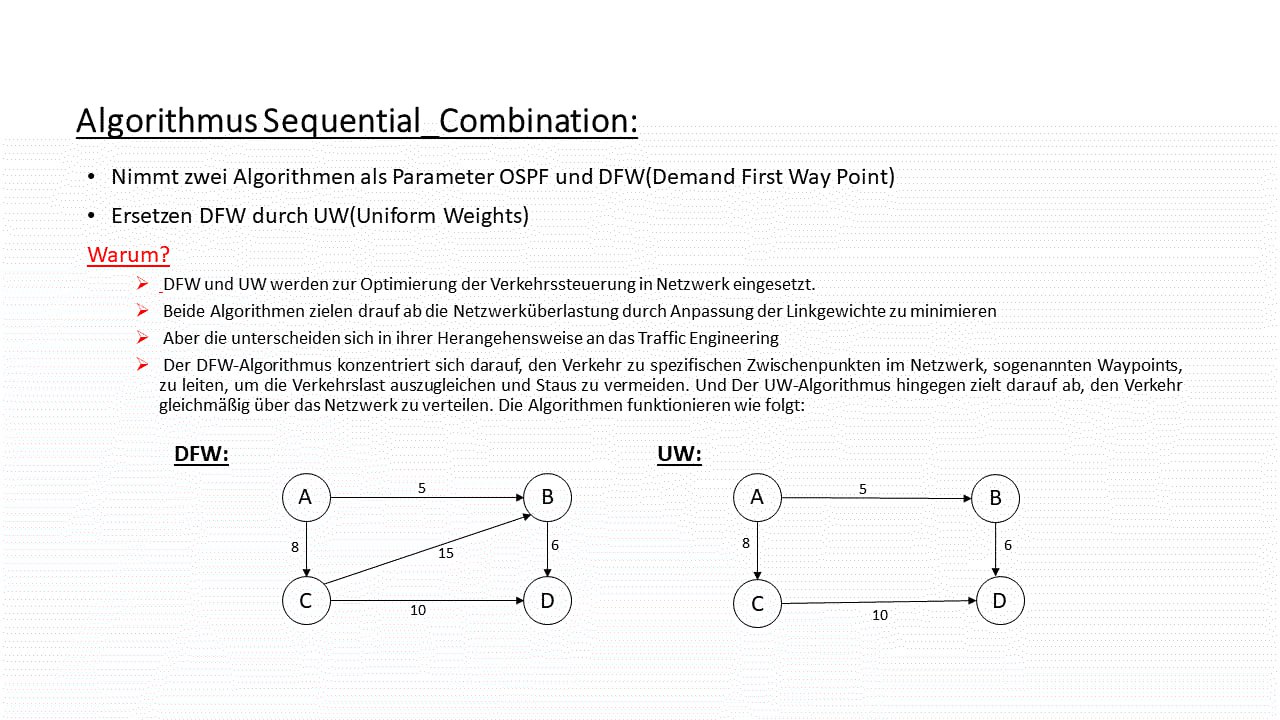 Algorithmus Sequential_Combination:
• Nimmt zwei Algorithmen als Parameter OSPF und DFW(Demand First Way Point)
• Ersetzen DFW durch UW(Uniform Weights)
Warum?
DFW und UW werden zur Optimierung der Verkehrssteuerung in Netzwerk eingesetzt.
Beide Algorithmen zielen drauf ab die Netzwerküberlastung durch Anpassung der Linkgewichte zu minimieren
Aber die unterscheiden sich in ihrer Herangehensweise an das Traffic Engineering
Der DFW-Algorithmus konzentriert sich darauf, den Verkehr zu spezifischen Zwischenpunkten im Netzwerk, sogenannten Waypoints,
zu leiten, um die Verkehrslast auszugleichen und Staus zu vermeiden. Und Der UW-Algorithmus hingegen zielt darauf ab, den Verkehr
gleichmäßig über das Netzwerk zu verteilen. Die Algorithmen funktionieren wie folgt:
DFW:
A 5 B
8 15 6
C 10 D
UW:
A 5 B
8 6
C 10 D